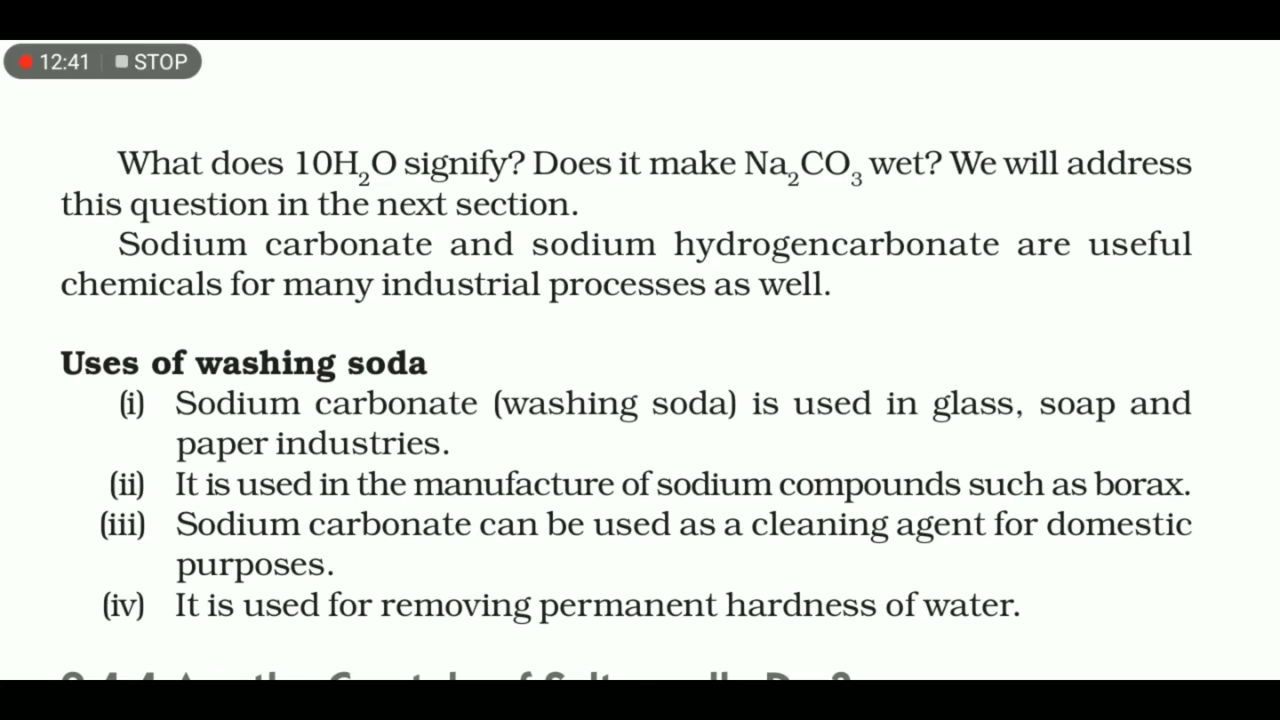 12:41 STOP
What does 10H₂O signify? Does it make Na₂CO₃ wet? We will address
this question in the next section.
Sodium carbonate and sodium hydrogencarbonate are useful
chemicals for many industrial processes as well.
Uses of washing soda
(i) Sodium carbonate (washing soda) is used in glass, soap and
paper industries.
(ii) It is used in the manufacture of sodium compounds such as borax.
(iii) Sodium carbonate can be used as a cleaning agent for domestic
purposes.
(iv) It is used for removing permanent hardness of water.